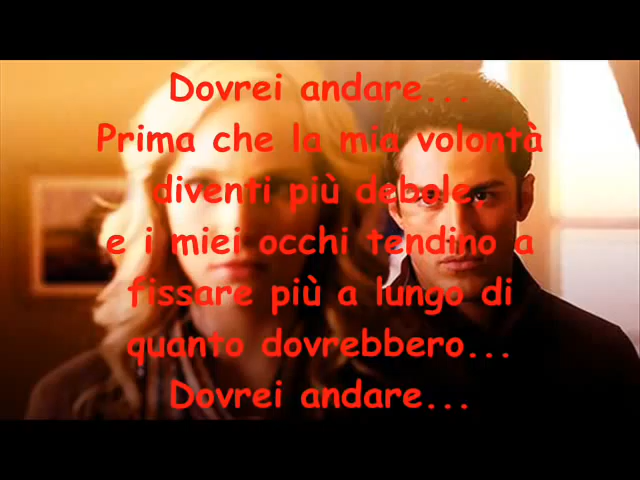 Dovrei andare...
Prima che la mia volontà
diventi più debole
e i miei occhi tendino a
fissare più a lungo di
quanto dovrebbero...
Dovrei andare...